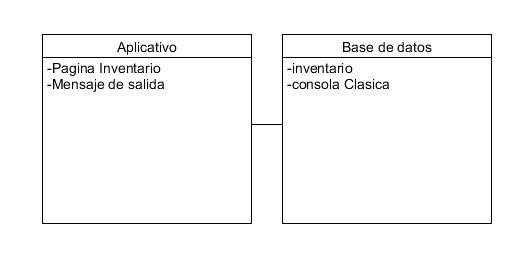 Aplicativo
-Pagina Inventario
-Mensaje de salida
Base de datos
-inventario
-consola Clasica